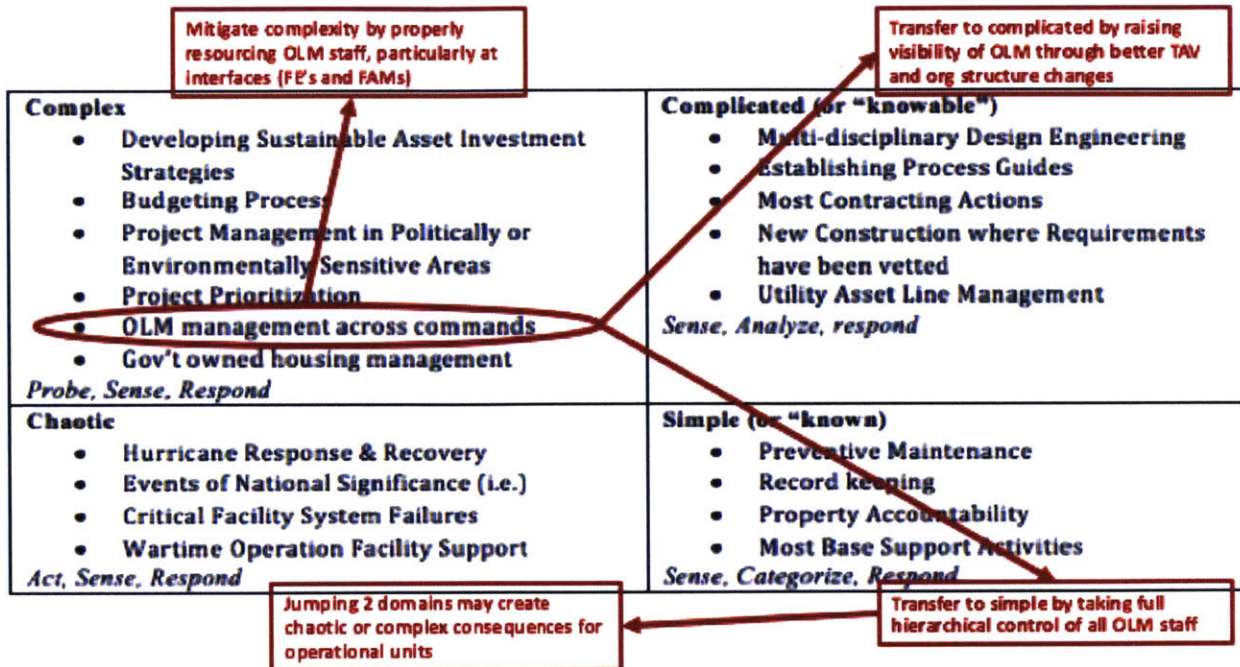 Mitigate complexity by properly
resourcing OLM staff, particularly at
interfaces (FE's and FAMs)
Transfer to complicated by raising
visibility of OLM through better TAV
and org structure changes
Complex
• Developing Sustainable Asset Investment
Strategies
• Budgeting Process
• Project Management in Politically or
Environmentally Sensitive Areas
• Project Prioritization
• OLM management across commands
• Gov't owned housing management
Probe, Sense, Respond
Complicated (or "knowable")
• Multi-disciplinary Design Engineering
• Establishing Process Guides
• Most Contracting Actions
• New Construction where Requirements
have been vetted
• Utility Asset Line Management
Sense, Analyze, respond
Chaotic
• Hurricane Response & Recovery
• Events of National Significance (i.e.)
• Critical Facility System Failures
• Wartime Operation Facility Support
Act, Sense, Respond
Simple (or "known)
• Preventive Maintenance
• Record keeping
• Property Accountability
• Most Base Support Activities
Sense, Categorize, Respond
Jumping 2 domains may create
chaotic or complex consequences for
operational units
Transfer to simple by taking full
hierarchical control of all OLM staff